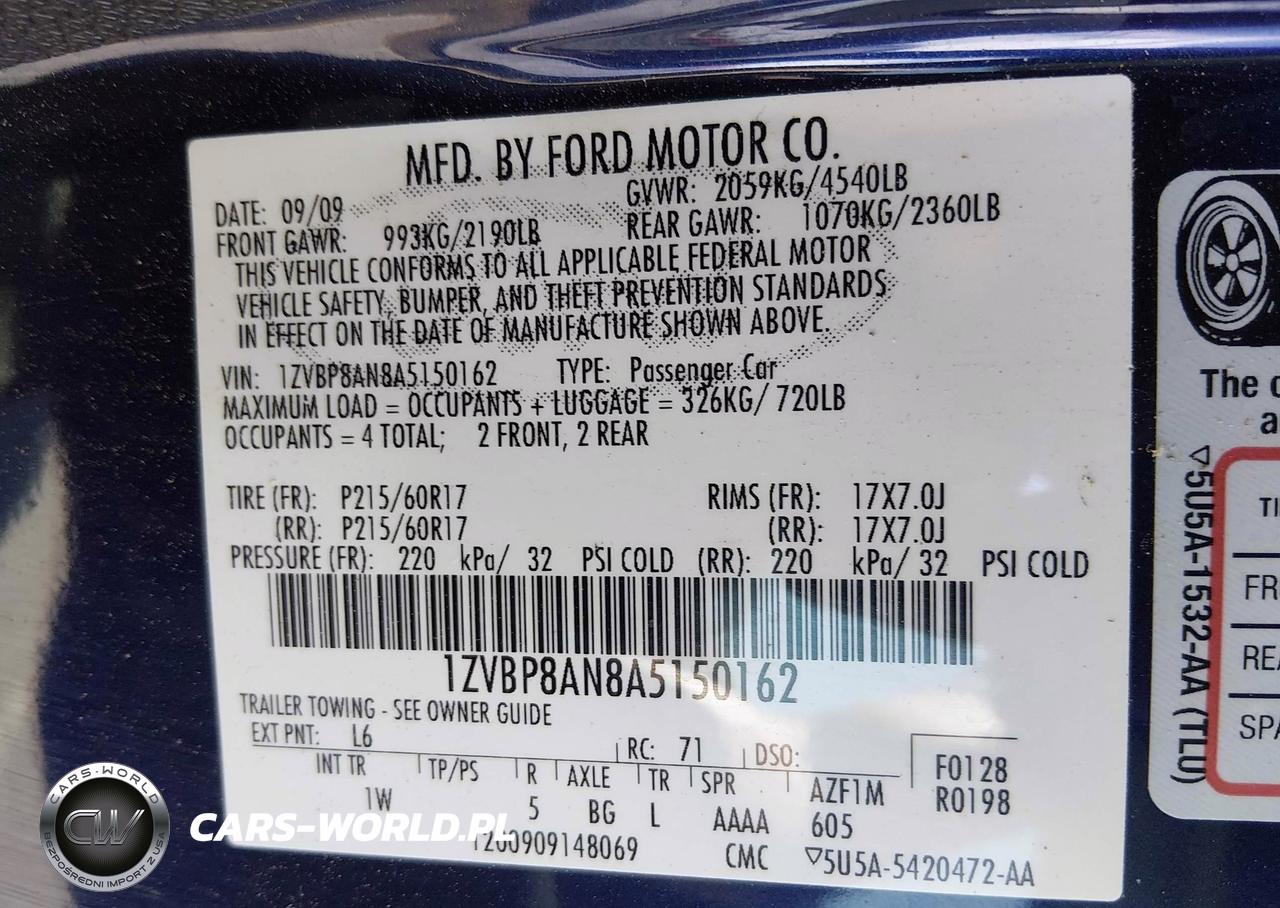 MFD. BY FORD MOTOR CO.
DATE: 09/09
GVWR: 2059KG/4540LB
FRONT GAWR: 993KG/2190LB
REAR GAWR: 1070KG/2360LB
THIS VEHICLE CONFORMS TO ALL APPLICABLE FEDERAL MOTOR
VEHICLE SAFETY, BUMPER, AND THEFT PREVENTION STANDARDS
IN EFFECT ON THE DATE OF MANUFACTURE SHOWN ABOVE.
VIN: 1ZVBP8AN8A5150162 TYPE: Passenger Car
MAXIMUM LOAD = OCCUPANTS + LUGGAGE = 326KG/ 720LB
OCCUPANTS = 4 TOTAL; 2 FRONT, 2 REAR
TIRE (FR): P215/60R17 RIMS (FR): 17X7.0J
(RR): P215/60R17 (RR): 17X7.0J
PRESSURE (FR): 220 kPa/ 32 PSI COLD (RR): 220 kPa/ 32 PSI COLD
1ZVBP8AN8A5150162
TRAILER TOWING - SEE OWNER GUIDE
EXT PNT: L6 RC: 71 DSO:
F0128
R0198
INT TR TP/PS R AXLE TR SPR AZF1M
1W 5 BG L AAAA 605
CMC ▽5U5A-5420472-AA
The
▽5U5A-1532-AA (TLU)
CARS-WORLD
CW
BEZPOŚREDNI IMPORT Z USA
CARS-WORLD.PL